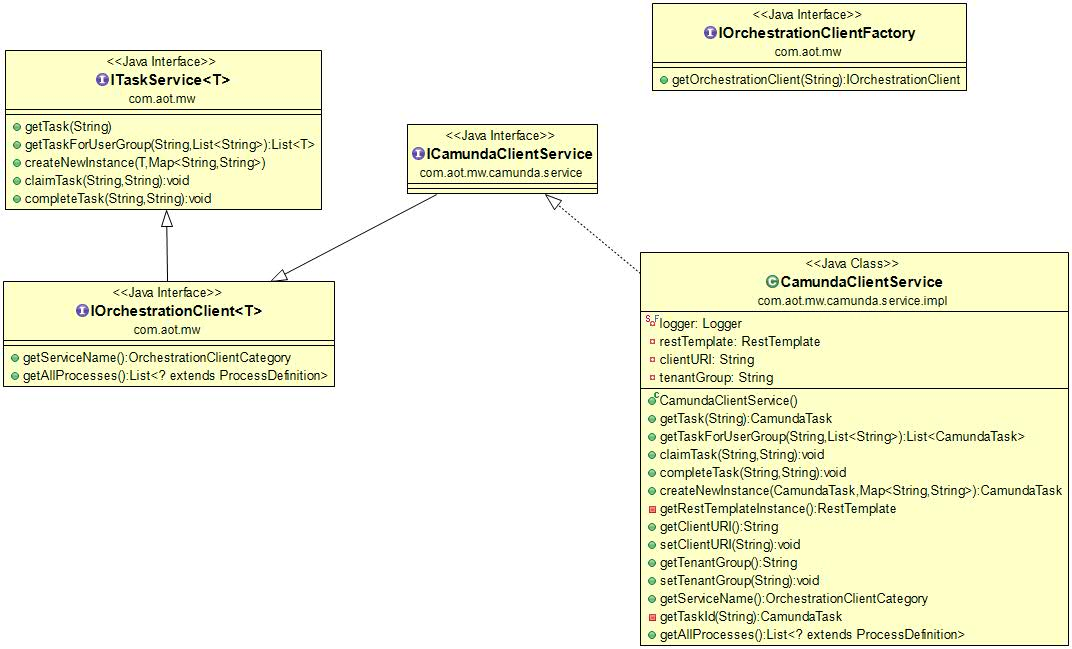 <<Java Interface>>
IOrchestrationClientFactory
com.aot.mw
getOrchestrationClient(String):IOrchestrationClient
<<Java Interface>>
ITaskService<T>
com.aot.mw
getTask(String)
getTaskForUserGroup(String,List<String>):List<T>
createNewInstance(T,Map<String,String>)
claimTask(String,String):void
completeTask(String,String):void
<<Java Interface>>
ICamundaClientService
com.aot.mw.camunda.service
<<Java Interface>>
IOrchestrationClient<T>
com.aot.mw
getServiceName():OrchestrationClientCategory
getAllProcesses():List<? extends ProcessDefinition>
<<Java Class>>
CamundaClientService
com.aot.mw.camunda.service.impl
logger: Logger
restTemplate: RestTemplate
clientURI: String
tenantGroup: String
CamundaClientService()
getTask(String):CamundaTask
getTaskForUserGroup(String,List<String>):List<CamundaTask>
claimTask(String,String):void
completeTask(String,String):void
createNewInstance(CamundaTask,Map<String,String>):CamundaTask
getRestTemplateInstance():RestTemplate
getClientURI():String
setClientURI(String):void
getTenantGroup():String
setTenantGroup(String):void
getServiceName():OrchestrationClientCategory
getTaskId(String):CamundaTask
getAllProcesses():List<? extends ProcessDefinition>